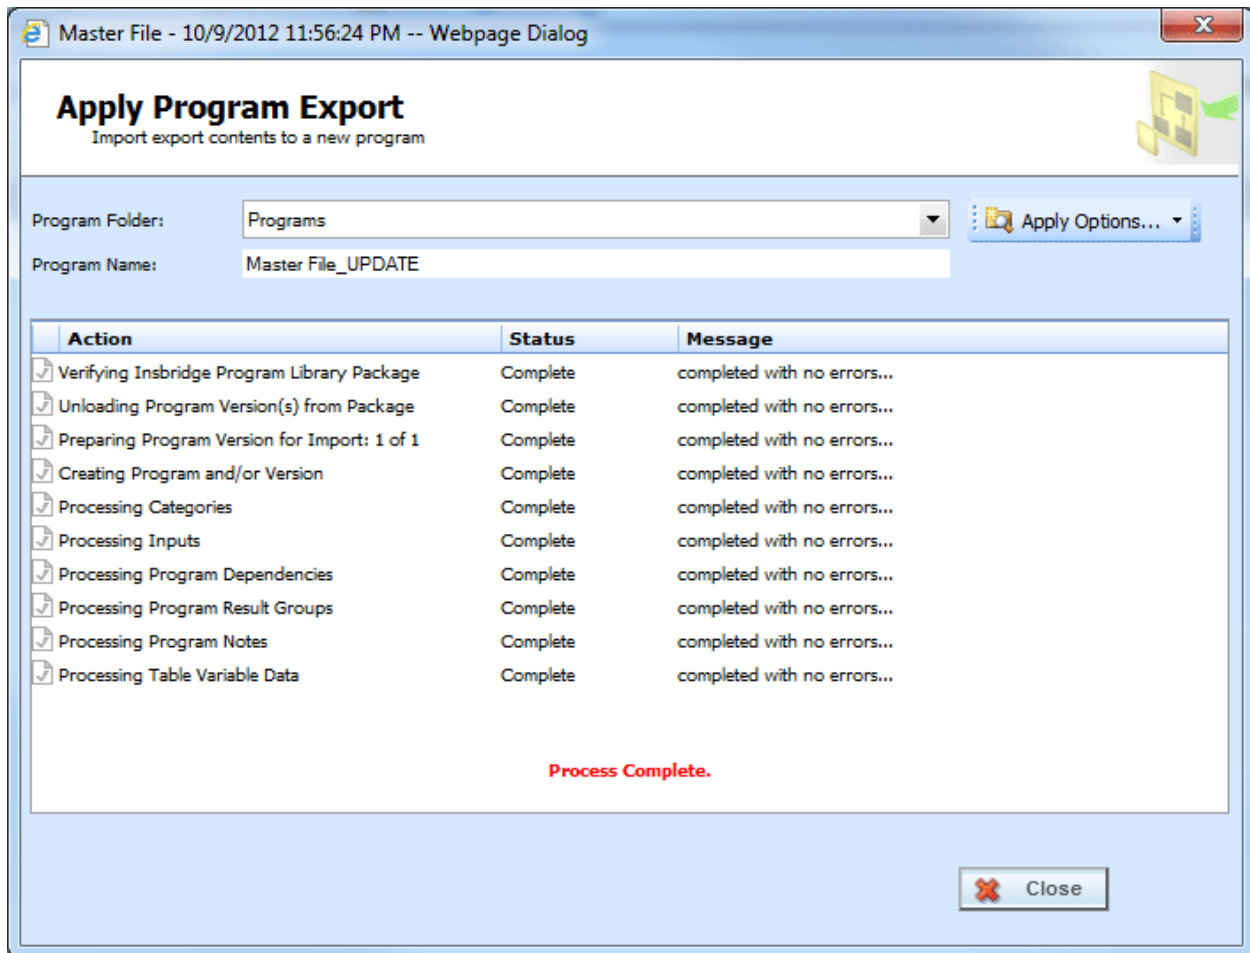 Master File - 10/9/2012 11:56:24 PM -- Webpage Dialog
Apply Program Export
Import export contents to a new program
Program Folder: Programs Apply Options...
Program Name: Master File_UPDATE
Action Status Message
Verifying Insbridge Program Library Package Complete completed with no errors...
Unloading Program Version(s) from Package Complete completed with no errors...
Preparing Program Version for Import: 1 of 1 Complete completed with no errors...
Creating Program and/or Version Complete completed with no errors...
Processing Categories Complete completed with no errors...
Processing Inputs Complete completed with no errors...
Processing Program Dependencies Complete completed with no errors...
Processing Program Result Groups Complete completed with no errors...
Processing Program Notes Complete completed with no errors...
Processing Table Variable Data Complete completed with no errors...
Process Complete.
Close